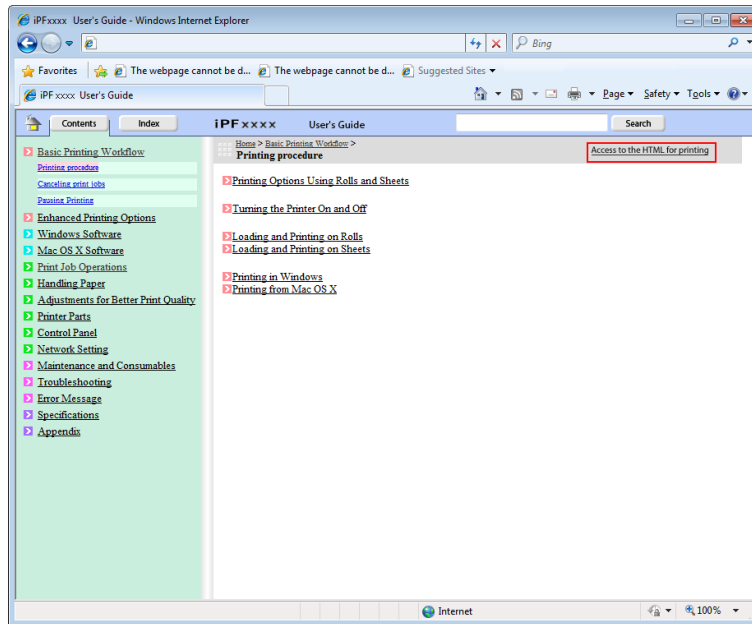 iPFxxxx User's Guide - Windows Internet Explorer
Bing
Favorites
The webpage cannot be d...
The webpage cannot be d...
Suggested Sites
iPF xxxx User's Guide
Page
Safety
Tools
Contents
Index
iPF xxxx
User's Guide
Search
Basic Printing Workflow
Printing procedure
Canceling print jobs
Pausing Printing
Enhanced Printing Options
Windows Software
Mac OS X Software
Print Job Operations
Handling Paper
Adjustments for Better Print Quality
Printer Parts
Control Panel
Network Setting
Maintenance and Consumables
Troubleshooting
Error Message
Specifications
Appendix
Home > Basic Printing Workflow >
Printing procedure
Access to the HTML for printing
Printing Options Using Rolls and Sheets
Turning the Printer On and Off
Loading and Printing on Rolls
Loading and Printing on Sheets
Printing in Windows
Printing from Mac OS X
Internet
100%